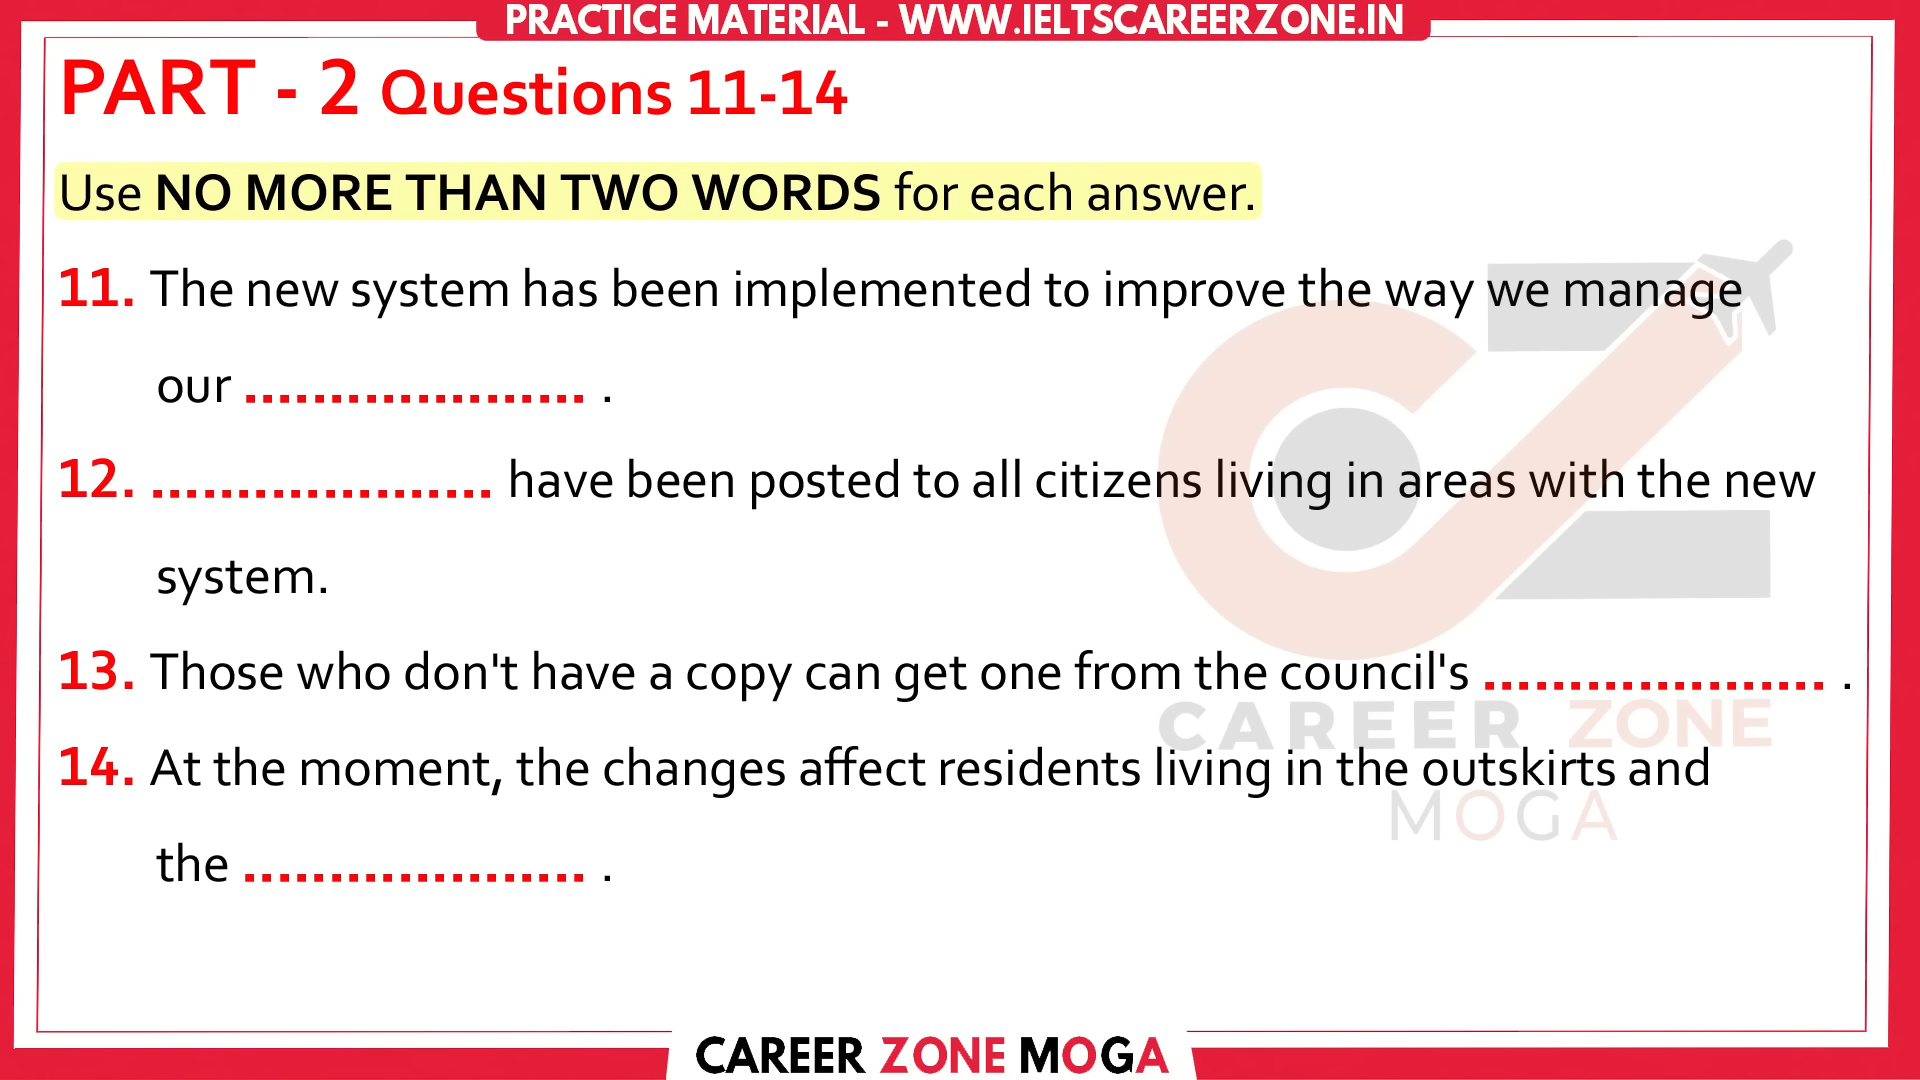 PRACTICE MATERIAL - WWW.IELTSCAREERZONE.IN
PART - 2 Questions 11-14
Use NO MORE THAN TWO WORDS for each answer.
11. The new system has been implemented to improve the way we manage
our ........................ .
12. ........................ have been posted to all citizens living in areas with the new
system.
13. Those who don't have a copy can get one from the council's ........................ .
CAREER ZONE
14. At the moment, the changes affect residents living in the outskirts and
MOGA
the ........................ .
CAREER ZONE MOGA